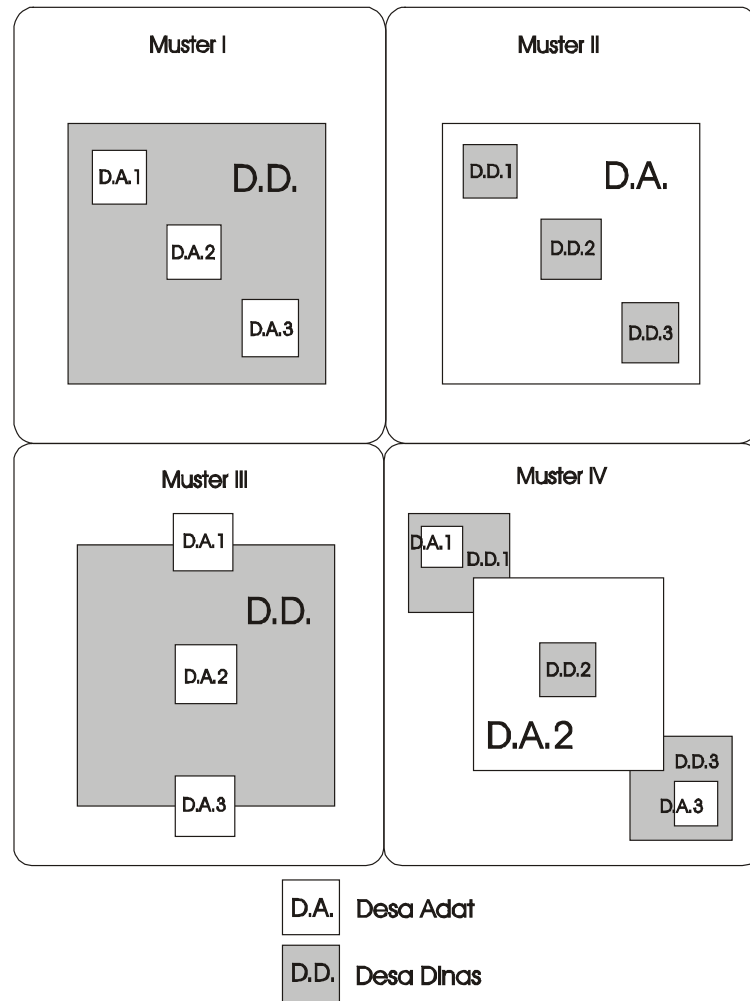 Muster I
D.A.1
D.D.
D.A.2
D.A.3
Muster II
D.D.1
D.A.
D.D.2
D.D.3
Muster III
D.A.1
D.D.
D.A.2
D.A.3
Muster IV
D.A.1
D.D.1
D.D.2
D.A.2
D.D.3
D.A.3
D.A. Desa Adat
D.D. Desa Dinas